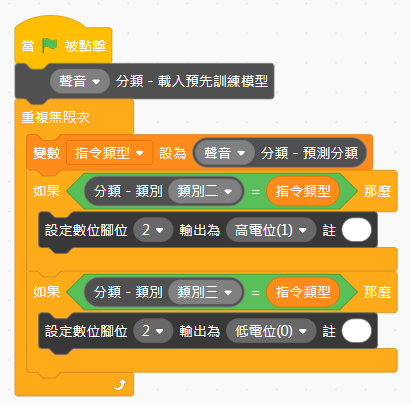 當 被點擊
聲音 分類 - 載入預先訓練模型
重複無限次
變數 指令類型 設為 聲音 分類 - 預測分類
如果 分類 - 類別 類別二 = 指令類型 那麼
設定數位腳位 2 輸出為 高電位(1) 註
如果 分類 - 類別 類別三 = 指令類型 那麼
設定數位腳位 2 輸出為 低電位(0) 註